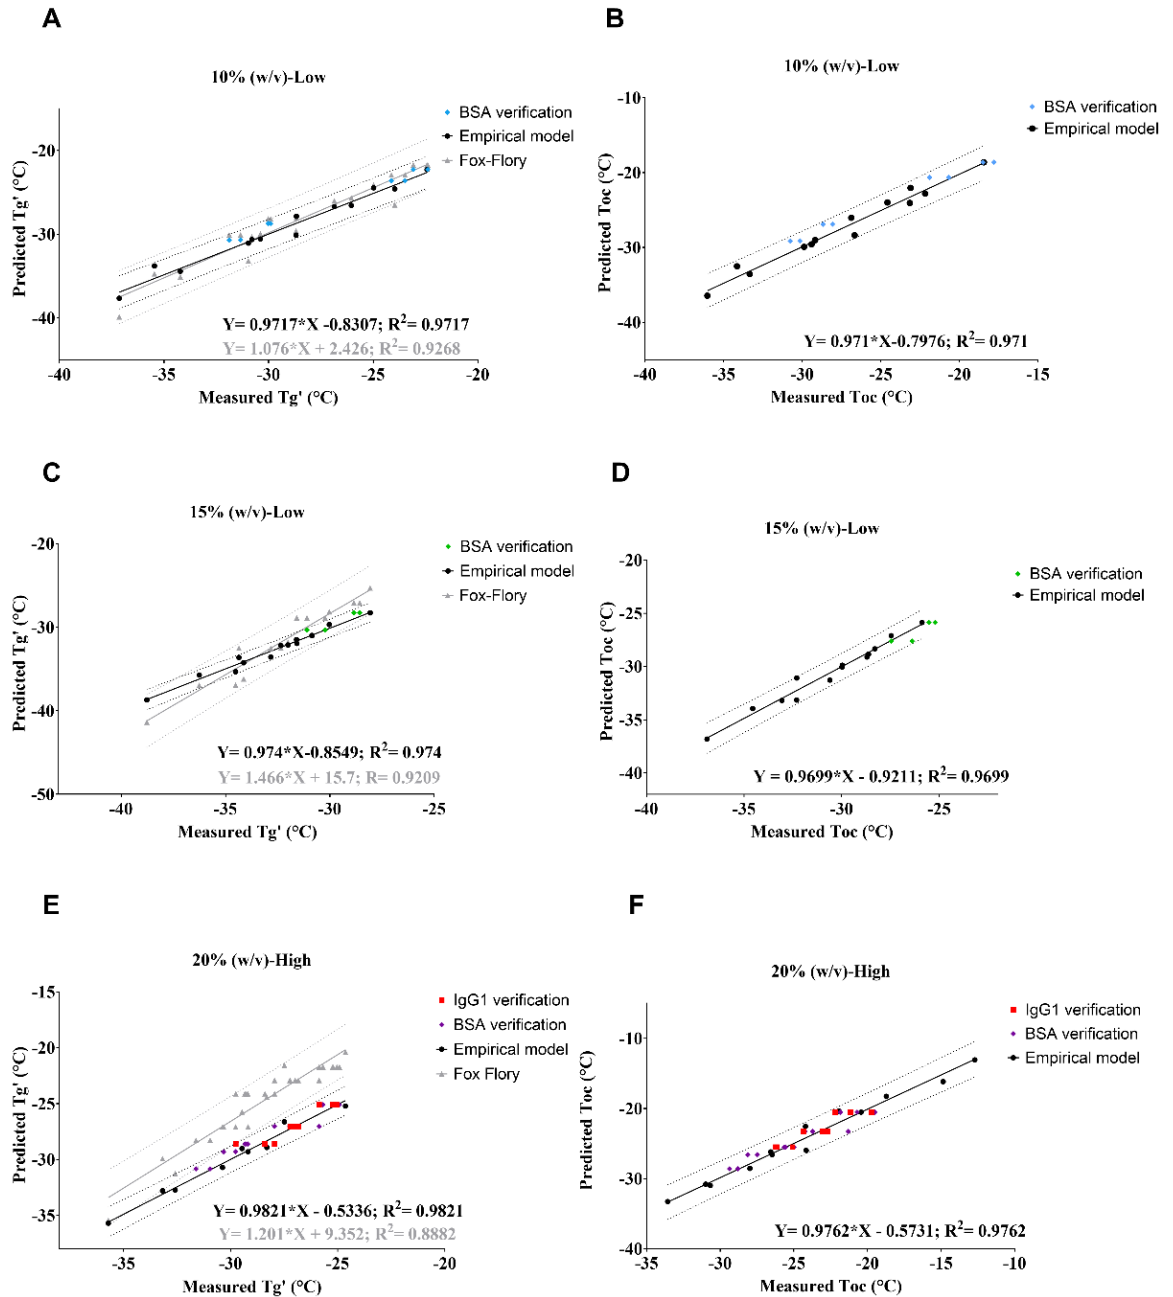 A
10% (w/v)-Low
BSA verification
Empirical model
Fox-Flory
Predicted Tg' (°C)
-20
-30
-40
Y= 0.9717*X -0.8307; R2= 0.9717
Y= 1.076*X + 2.426; R2= 0.9268
-40
-35
-30
-25
-20
Measured Tg' (°C)
B
10% (w/v)-Low
BSA verification
Empirical model
Predicted Toc (°C)
-10
-20
-30
-40
Y= 0.971*X-0.7976; R2= 0.971
-40
-35
-30
-25
-20
-15
Measured Toc (°C)
C
15% (w/v)-Low
BSA verification
Empirical model
Fox-Flory
Predicted Tg' (°C)
-20
-30
-40
-50
Y= 0.974*X-0.8549; R2= 0.974
Y= 1.466*X + 15.7; R= 0.9209
-40
-35
-30
-25
Measured Tg' (°C)
D
15% (w/v)-Low
BSA verification
Empirical model
Predicted Toc (°C)
-20
-25
-30
-35
-40
Y = 0.9699*X - 0.9211; R2= 0.9699
-40
-35
-30
-25
Measured Toc (°C)
E
20% (w/v)-High
IgG1 verification
BSA verification
Empirical model
Fox Flory
Predicted Tg' (°C)
-15
-20
-25
-30
-35
Y= 0.9821*X - 0.5336; R2= 0.9821
Y= 1.201*X + 9.352; R2= 0.8882
-35
-30
-25
-20
Measured Tg' (°C)
F
20% (w/v)-High
IgG1 verification
BSA verification
Empirical model
Predicted Toc (°C)
-10
-20
-30
-40
Y= 0.9762*X - 0.5731; R2= 0.9762
-35
-30
-25
-20
-15
-10
Measured Toc (°C)